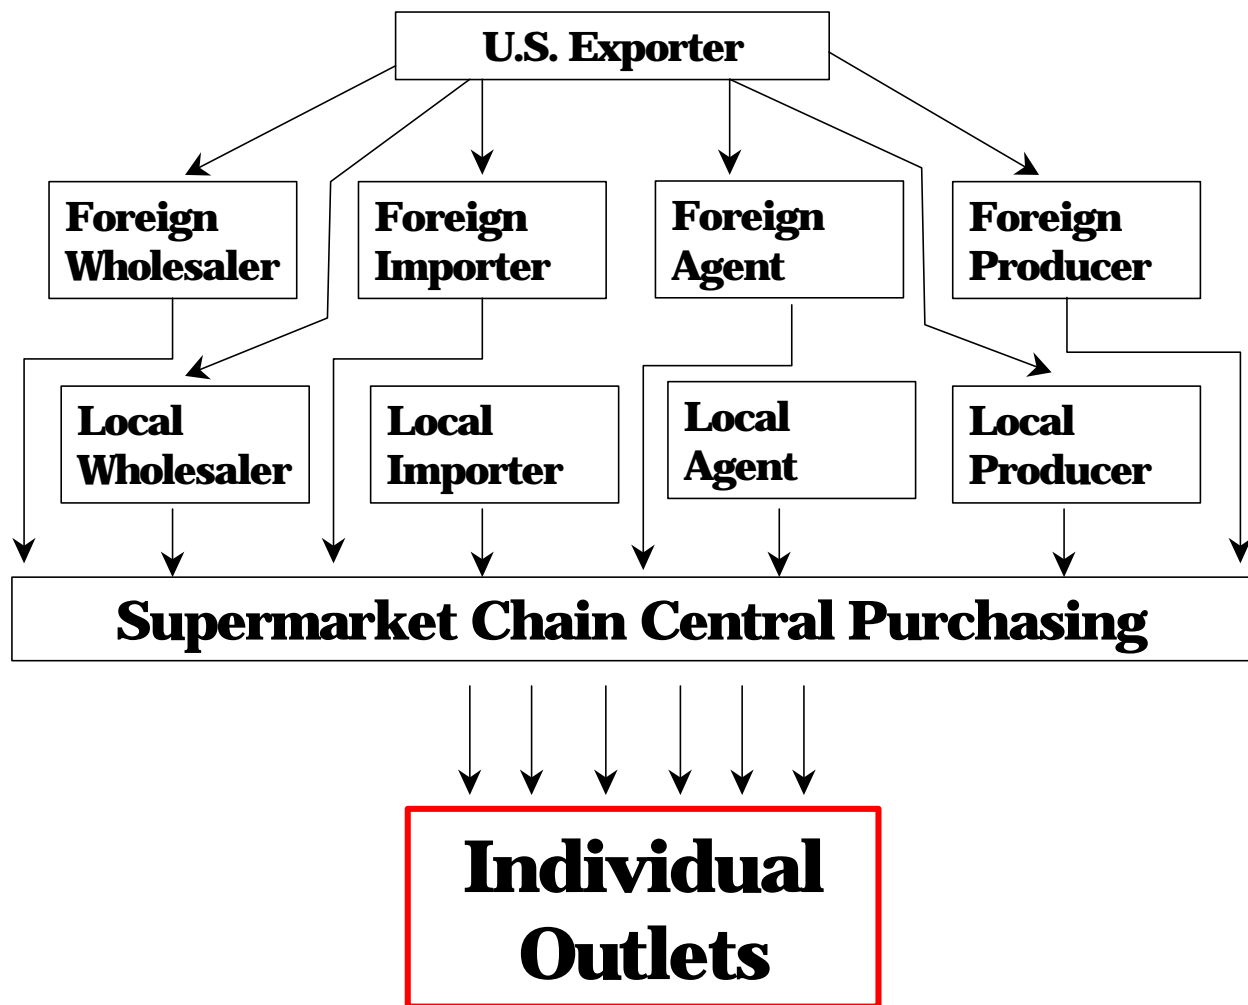 U.S. Exporter
Foreign
Wholesaler
Foreign
Importer
Foreign
Agent
Foreign
Producer
Local
Wholesaler
Local
Importer
Local
Agent
Local
Producer
Supermarket Chain Central Purchasing
Individual
Outlets